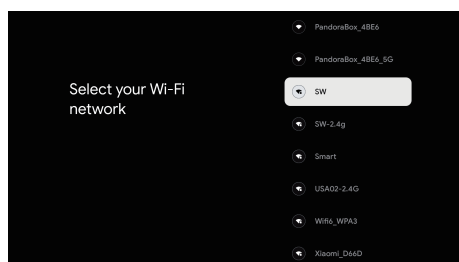 PandoraBox_4BE6
PandoraBox_4BE6_5G
Select your Wi-Fi
network
SW
SW-2.4g
Smart
USA02-2.4G
Wifi6_WPA3
Xiaomi_D66D